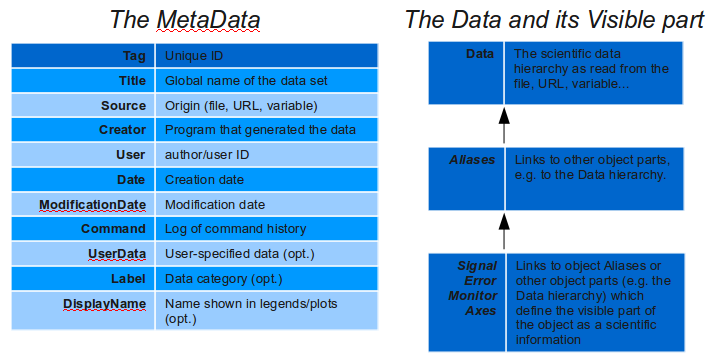 The MetaData
Tag Unique ID
Title Global name of the data set
Source Origin (file, URL, variable)
Creator Program that generated the data
User author/user ID
Date Creation date
ModificationDate Modification date
Command Log of command history
UserData User-specified data (opt.)
Label Data category (opt.)
DisplayName Name shown in legends/plots
(opt.)
The Data and its Visible part
Data The scientific data
hierarchy as read from the
file, URL, variable...
Aliases Links to other object parts,
e.g. to the Data hierarchy.
Signal Links to object Aliases or
Error other object parts (e.g. the
Monitor Data hierarchy) which
Axes define the visible part of
the object as a scientific
information